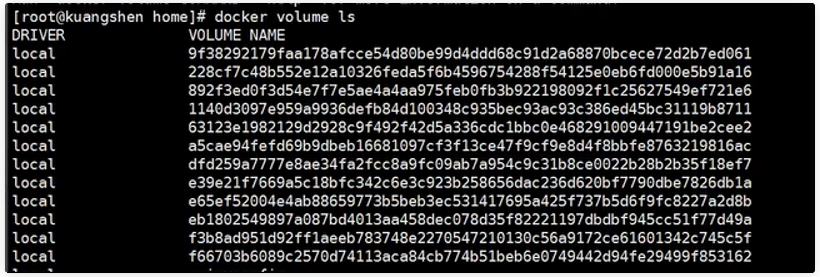 [root@kuangshen home]# docker volume ls
DRIVER VOLUME NAME
local 9f38292179faa178afcce54d80be99d4ddd68c91d2a68870bcece72d2b7ed061
local 228cf7c48b552e12a10326feda5f6b4596754288f54125e0eb6fd000e5b91a16
local 892f3ed0f3d54e7f7e5ae4a4aa975feb0fb3b922198092f1c25627549ef721e6
local 1140d3097e959a9936defb84d100348c935bec93ac93c386ed45bc31119b8711
local 63123e1982129d2928c9f492f42d5a336cdc1bbc0e468291009447191be2cee2
local a5cae94fefd69b9dbeb16681097cf3f13ce47f9cf9e8d4f8bbfe8763219816ac
local dfd259a7777e8ae34fa2fcc8a9fc09ab7a954c9c31b8ce0022b28b2b35f18ef7
local e39e21f7669a5c18bfc342c6e3c923b258656dac236d620bf7790dbe7826db1a
local e65ef52004e4ab88659773b5beb3ec531417695a425f737b5d6f9fc8227a2d8b
local eb1802549897a087bd4013aa458dec078d35f82221197dbdbf945cc51f77d49a
local f3b8ad951d92ff1aeeb783748e2270547210130c56a9172ce61601342c745c5f
local f66703b6089c2570d74113aca84cb774b51beb6e0749442d94fe29499f853162